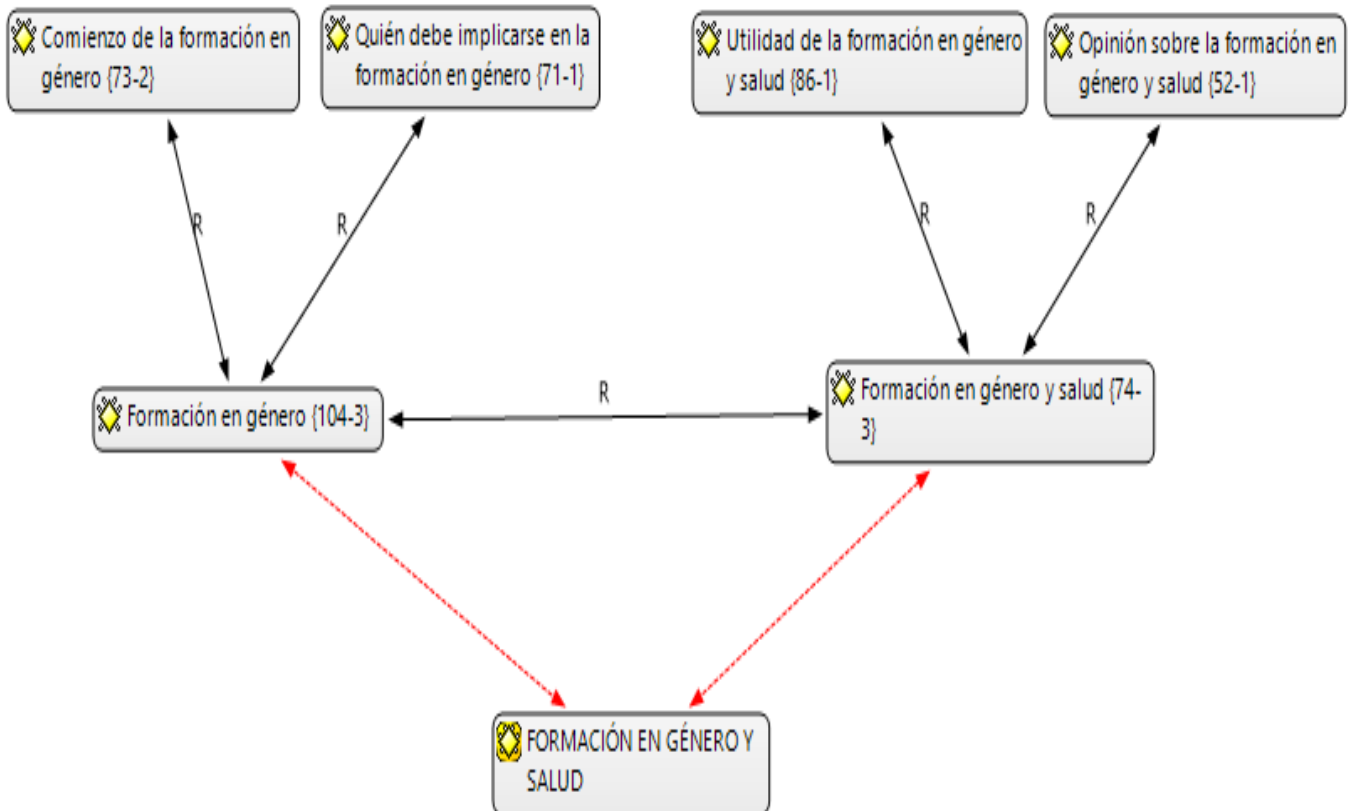 Comienzo de la formación en
género {73-2}
Quién debe implicarse en la
formación en género {71-1}
Utilidad de la formación en género
y salud {86-1}
Opinión sobre la formación en
género y salud {52-1}
R
R
R
R
Formación en género {104-3}
R
Formación en género y salud {74-
3}
FORMACIÓN EN GÉNERO Y
SALUD